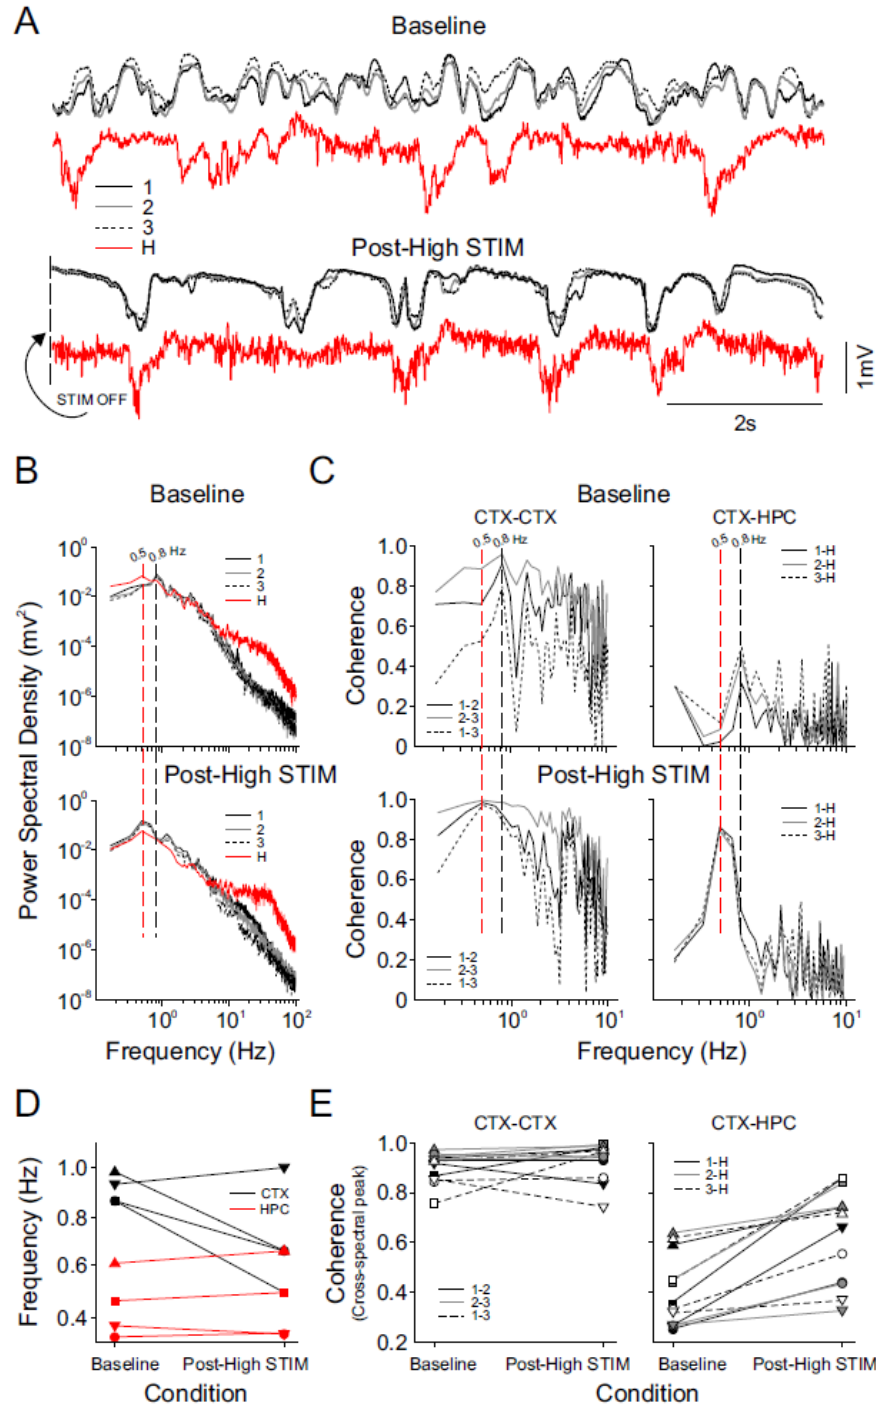 A
Baseline
1
2
3
H
Post-High STIM
STIM OFF
1mV
2s
B
Baseline
C
Baseline
CTX-CTX
CTX-HPC
Power Spectral Density (mv²)
10⁰
10⁻²
10⁻⁴
10⁻⁶
10⁻⁸
0.5
0.8 Hz
1
2
3
H
Coherence
1.0
0.8
0.6
0.4
0.2
0
0.5
0.8 Hz
1-2
2-3
1-3
0.5
0.8 Hz
1-H
2-H
3-H
Post-High STIM
10⁰
10⁻²
10⁻⁴
10⁻⁶
10⁻⁸
1
2
3
H
10⁰
10¹
10²
Frequency (Hz)
Post-High STIM
Coherence
1.0
0.8
0.6
0.4
0.2
0
1-2
2-3
1-3
10⁰
10¹
1-H
2-H
3-H
10⁰
10¹
Frequency (Hz)
D
Frequency (Hz)
1.0
0.8
0.6
0.4
CTX
HPC
Baseline
Post-High STIM
Condition
E
CTX-CTX
CTX-HPC
Coherence
(Cross-spectral peak)
1.0
0.8
0.6
0.4
0.2
1-2
2-3
1-3
1-H
2-H
3-H
Baseline
Post-High STIM
Baseline
Post-High STIM
Condition